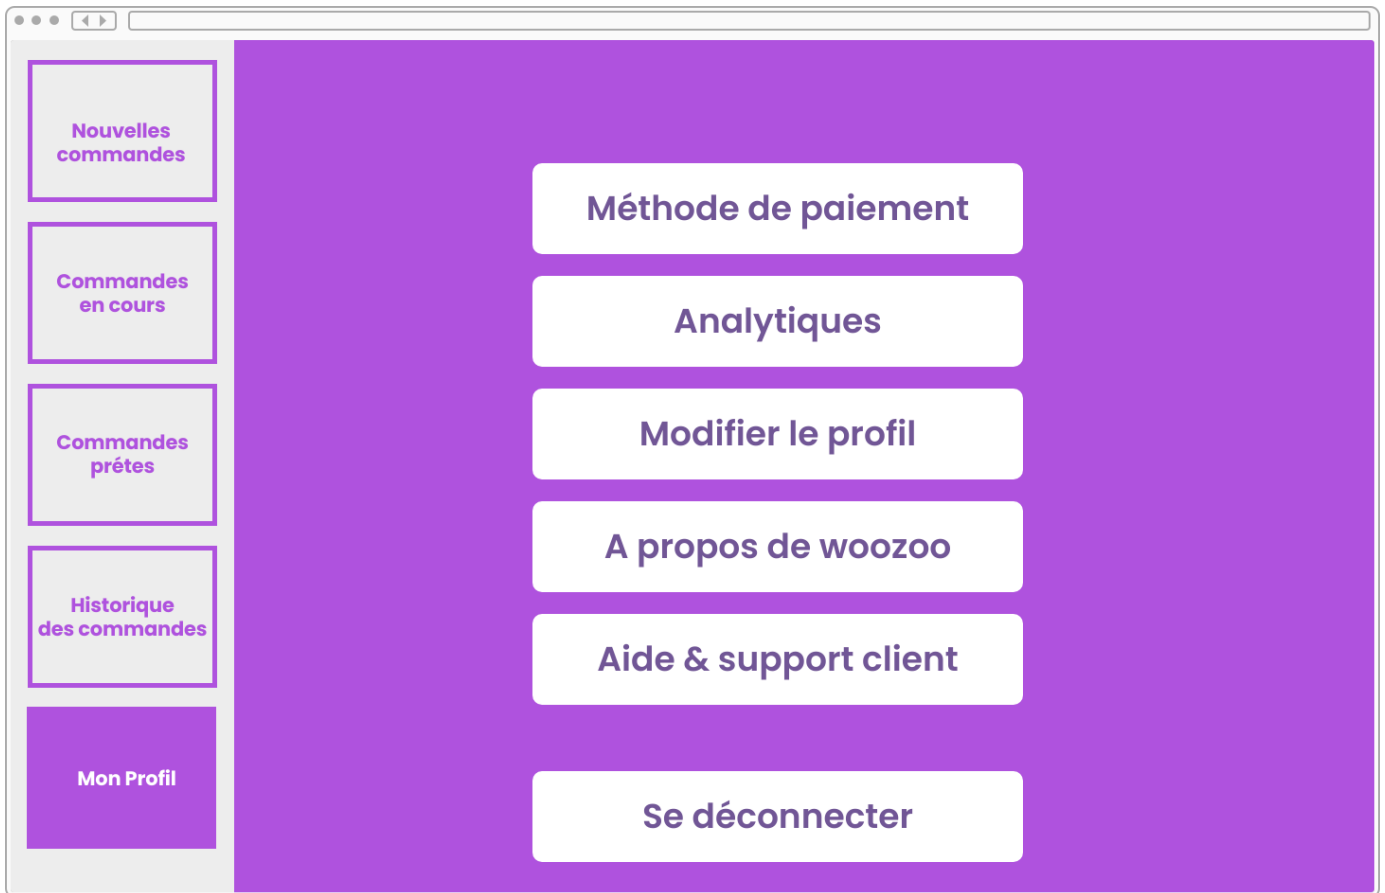 Nouvelles
commandes
Commandes
en cours
Commandes
prétes
Historique
des commandes
Mon Profil
Méthode de paiement
Analytiques
Modifier le profil
A propos de woozoo
Aide & support client
Se déconnecter